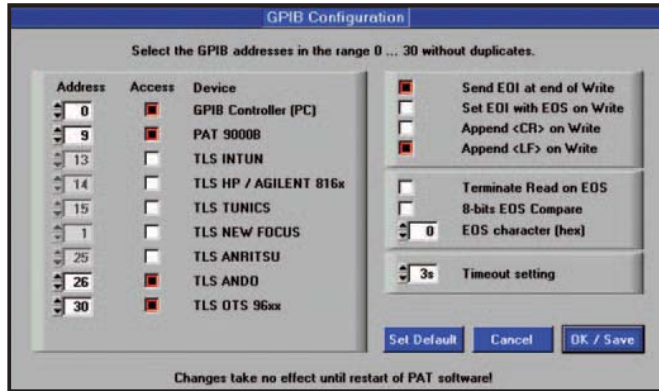 GPIB Configuration
Select the GPIB addresses in the range 0 ... 30 without duplicates.
Address Access Device
0 GPIB Controller (PC)
9 PAT 9000B
13 TLS INTUN
14 TLS HP / AGILENT 816x
15 TLS TUNICS
1 TLS NEW FOCUS
25 TLS ANRITSU
26 TLS ANDO
30 TLS OTS 96xx
Send EOI at end of Write
Set EOI with EOS on Write
Append <CR> on Write
Append <LF> on Write
Terminate Read on EOS
8-bits EOS Compare
0 EOS character (hex)
3s Timeout setting
Set Default Cancel OK / Save
Changes take no effect until restart of PAT software!